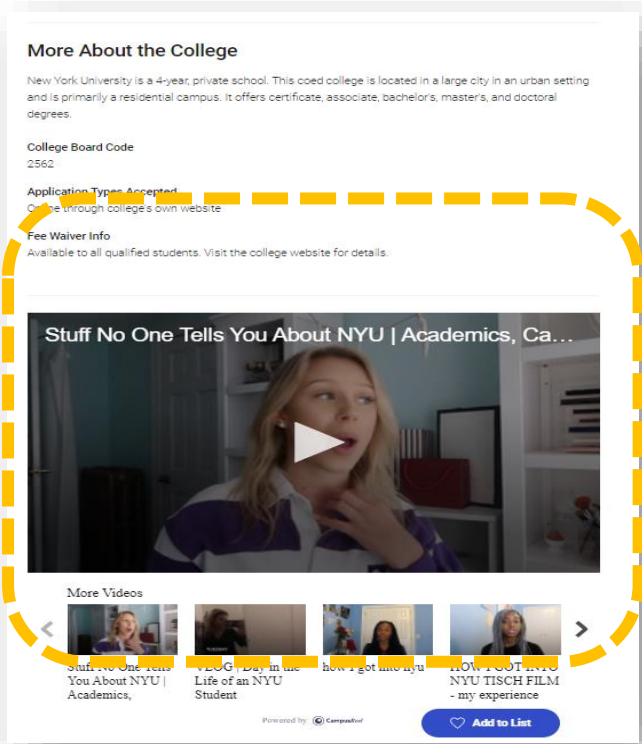 More About the College
New York University is a 4-year, private school. This coed college is located in a large city in an urban setting
and is primarily a residential campus. It offers certificate, associate, bachelor's, master's, and doctoral
degrees.
College Board Code
2562
Application Types Accepted
Online through college's own website
Fee Waiver Info
Available to all qualified students. Visit the college website for details.
Stuff No One Tells You About NYU | Academics, Ca...
More Videos
Stuff No One Tells
You About NYU |
Academics,
VLOG | Day in the
Life of an NYU
Student
how i got into nyu
HOW I GOT INTO
NYU TISCH FILM
- my experience
Powered by CampusReel
Add to List